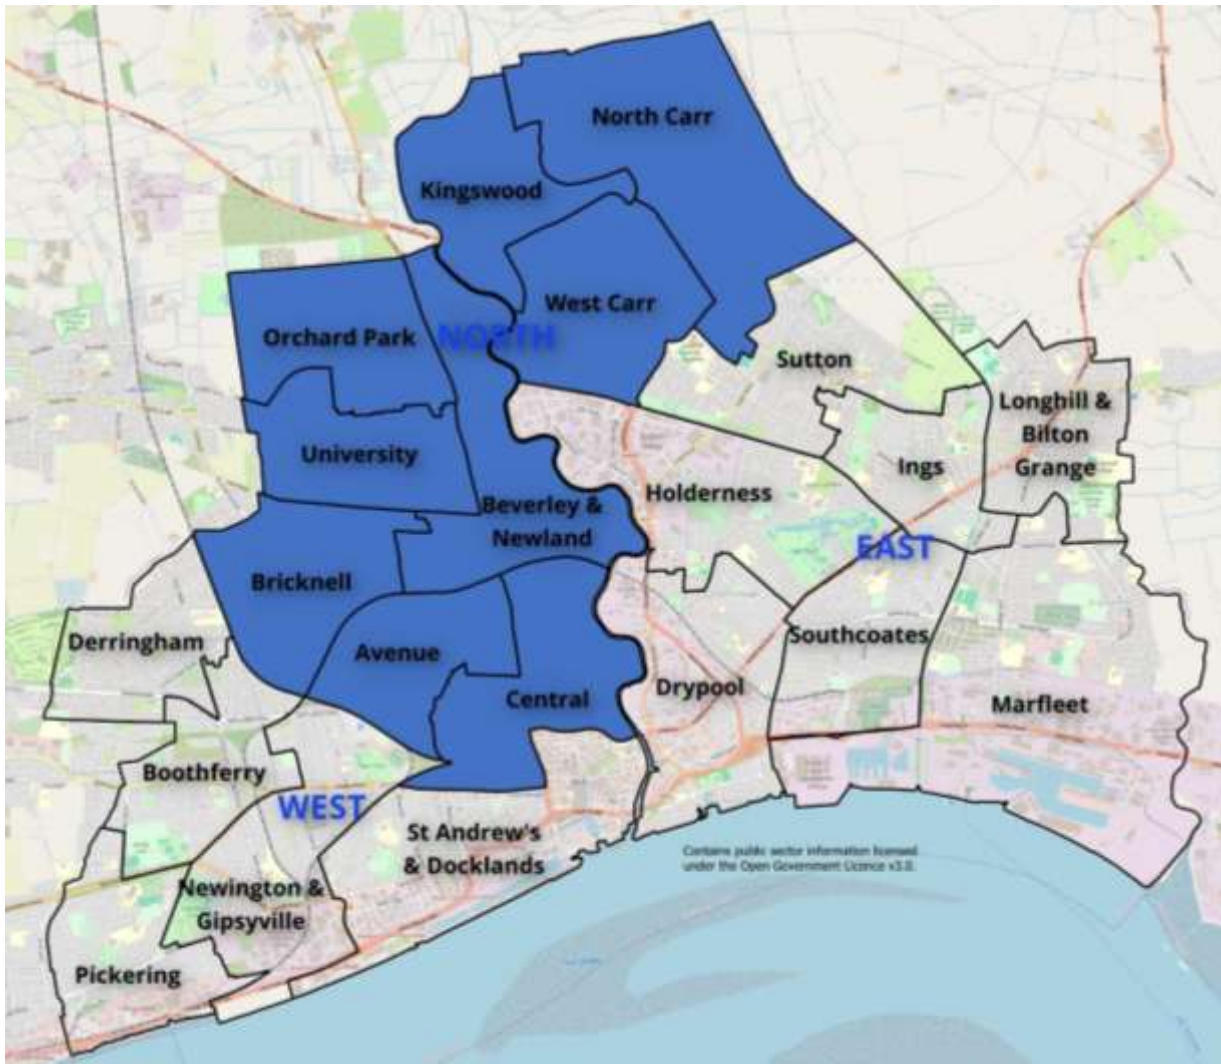 North Carr
Kingswood
West Carr
Orchard Park
NORTH
Sutton
Longhill &
Bilton
Grange
University
Ings
Holderness
Beverley &
Newland
EAST
Bricknell
Derringham
Avenue
Southcoates
Central
Drypool
Marfleet
Boothferry
WEST
St Andrew's
& Docklands
Contains public sector information licensed
under the Open Government Licence v3.0.
Newington &
Gipsyville
Pickering